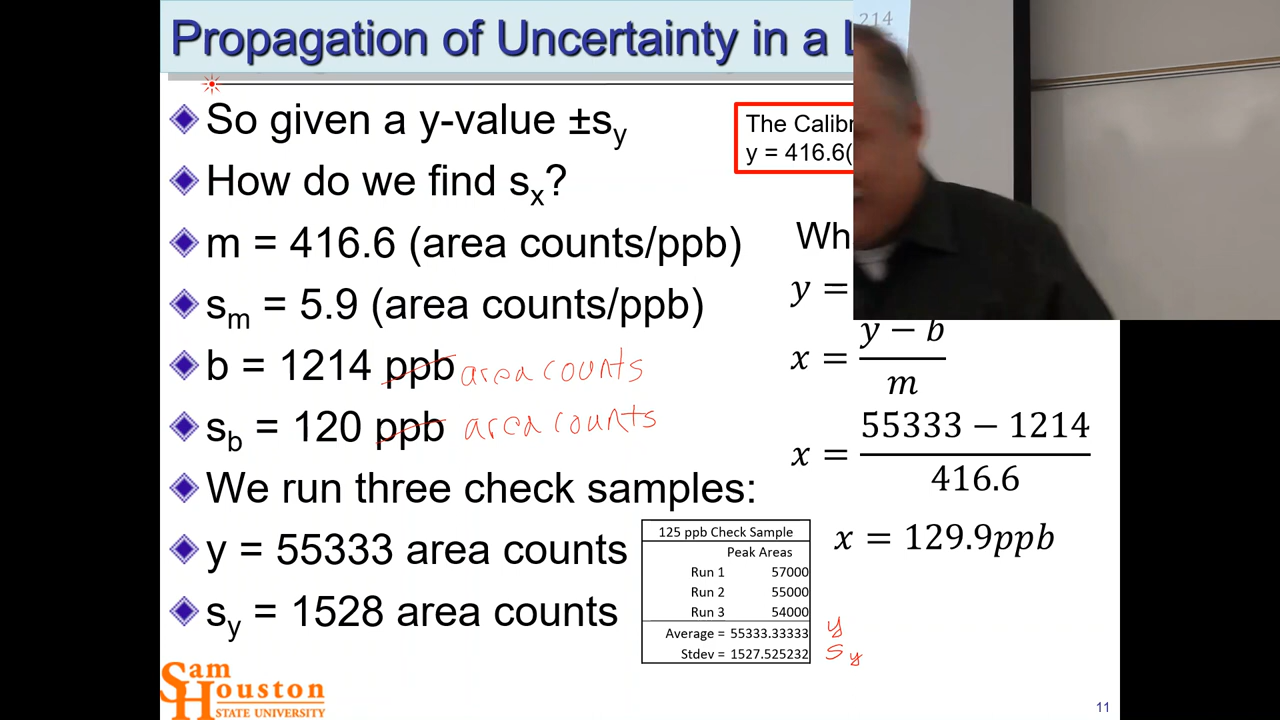 Propagation of Uncertainty in a L
214
So given a y-value ±sy
The Calib
y = 416.6(
How do we find sx?
m = 416.6 (area counts/ppb)
Wh
y =
sm = 5.9 (area counts/ppb)
x = y − b / m
b = 1214 ppb area counts
x = 55333 − 1214 / 416.6
sb = 120 ppb area counts
We run three check samples:
x = 129.9ppb
y = 55333 area counts
sy = 1528 area counts
125 ppb Check Sample
Peak Areas
Run 1 57000
Run 2 55000
Run 3 54000
Average = 55333.33333 y
Stdev = 1527.525232 sy
Sam
Houston
STATE UNIVERSITY
11